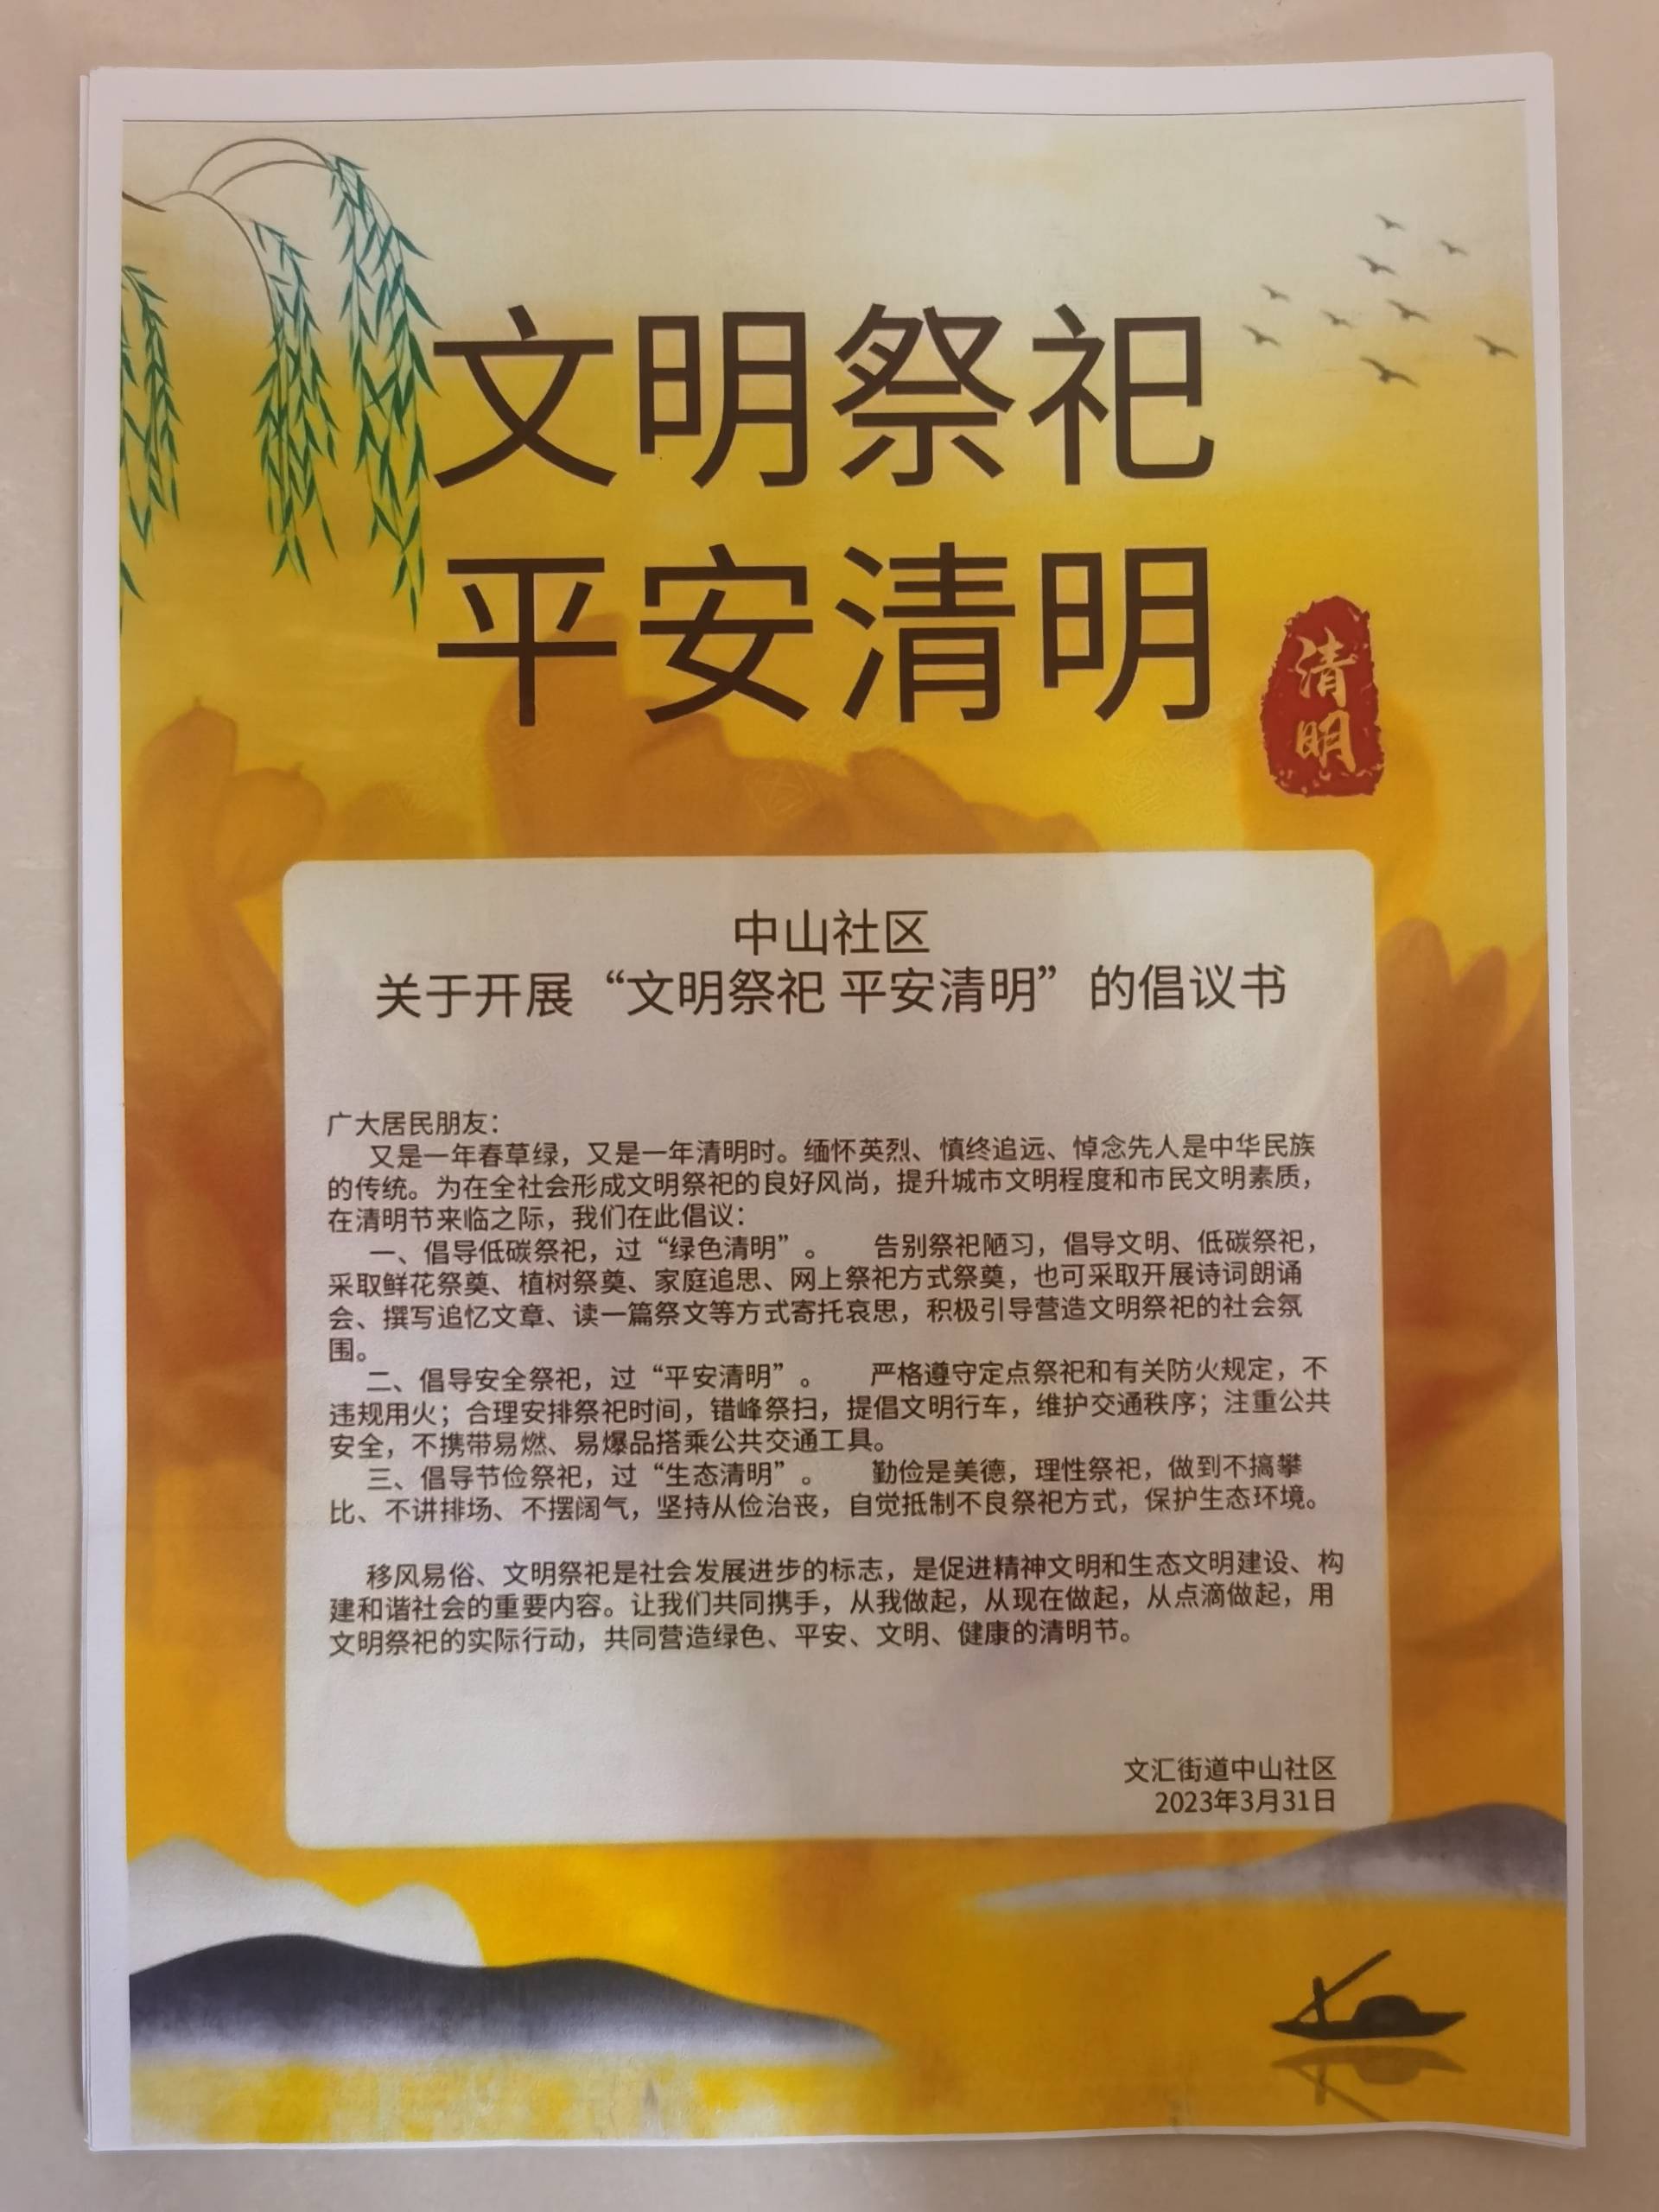 文明祭祀
平安清明
清
明
中山社区
关于开展“文明祭祀 平安清明”的倡议书
广大居民朋友：
又是一年春草绿，又是一年清明时。缅怀英烈、慎终追远、悼念先人是中华民族
的传统。为在全社会形成文明祭祀的良好风尚，提升城市文明程度和市民文明素质，
在清明节来临之际，我们在此倡议：
一、倡导低碳祭祀，过“绿色清明”。 告别祭祀陋习，倡导文明、低碳祭祀，
采取鲜花祭奠、植树祭奠、家庭追思、网上祭祀方式祭奠，也可采取开展诗词朗诵
会、撰写追忆文章、读一篇祭文等方式寄托哀思，积极引导营造文明祭祀的社会氛
围。
二、倡导安全祭祀，过“平安清明”。 严格遵守定点祭祀和有关防火规定，不
违规用火；合理安排祭祀时间，错峰祭扫，提倡文明行车，维护交通秩序；注重公共
安全，不携带易燃、易爆品搭乘公共交通工具。
三、倡导节俭祭祀，过“生态清明”。 勤俭是美德，理性祭祀，做到不搞攀
比、不讲排场、不摆阔气，坚持从俭治丧，自觉抵制不良祭祀方式，保护生态环境。
移风易俗、文明祭祀是社会发展进步的标志，是促进精神文明和生态文明建设、构
建和谐社会的重要内容。让我们共同携手，从我做起，从现在做起，从点滴做起，用
文明祭祀的实际行动，共同营造绿色、平安、文明、健康的清明节。
文汇街道中山社区
2023年3月31日